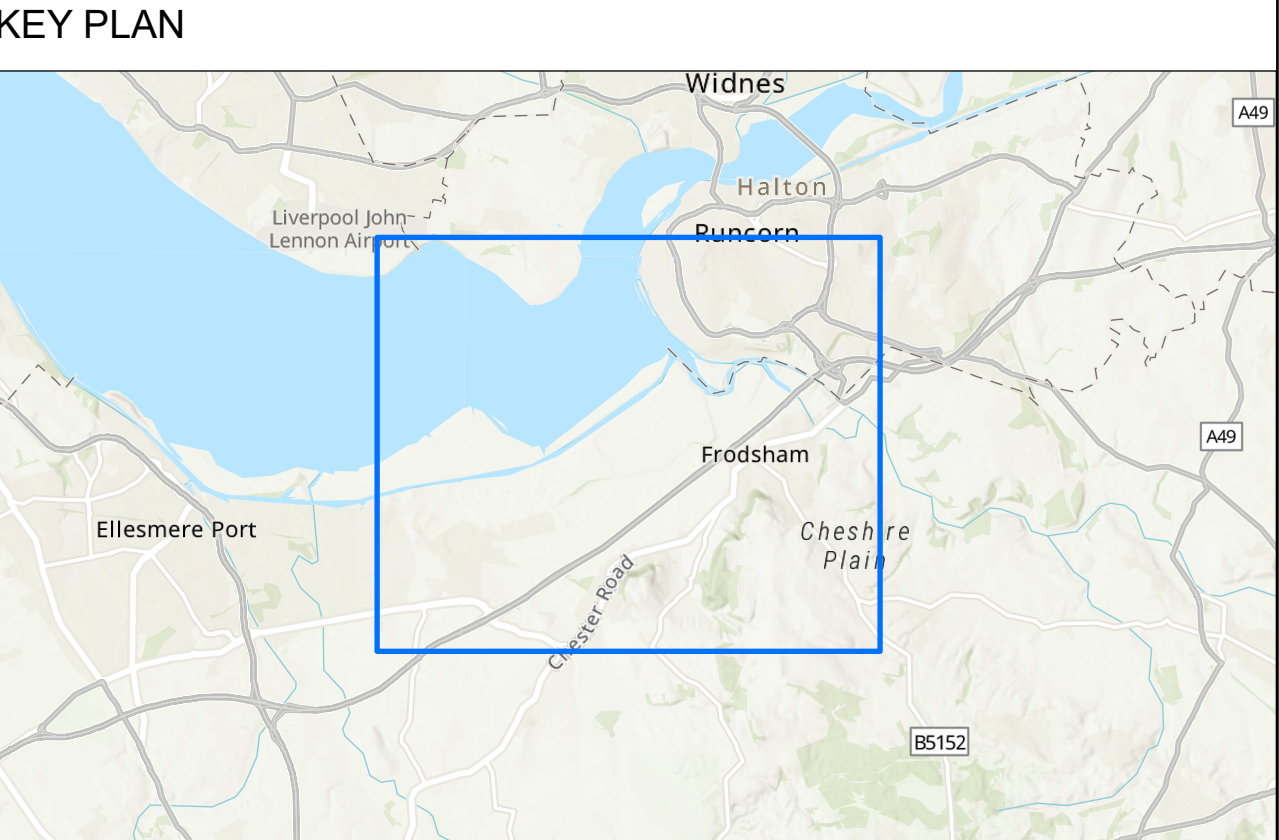 KEY PLAN
Widnes
A49
Halton
Liverpool John
Lennon Airport
Runcorn
A49
Frodsham
Ellesmere Port
Cheshire
Plain
Chester Road
B5152